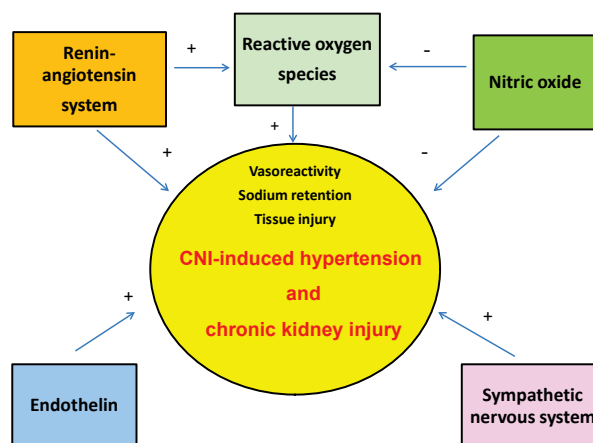 Renin-
angiotensin
system
+
Reactive oxygen
species
-
Nitric oxide
+
+
-
Vasoreactivity
Sodium retention
Tissue injury
CNI-induced hypertension
and
chronic kidney injury
+
+
Endothelin
Sympathetic
nervous system